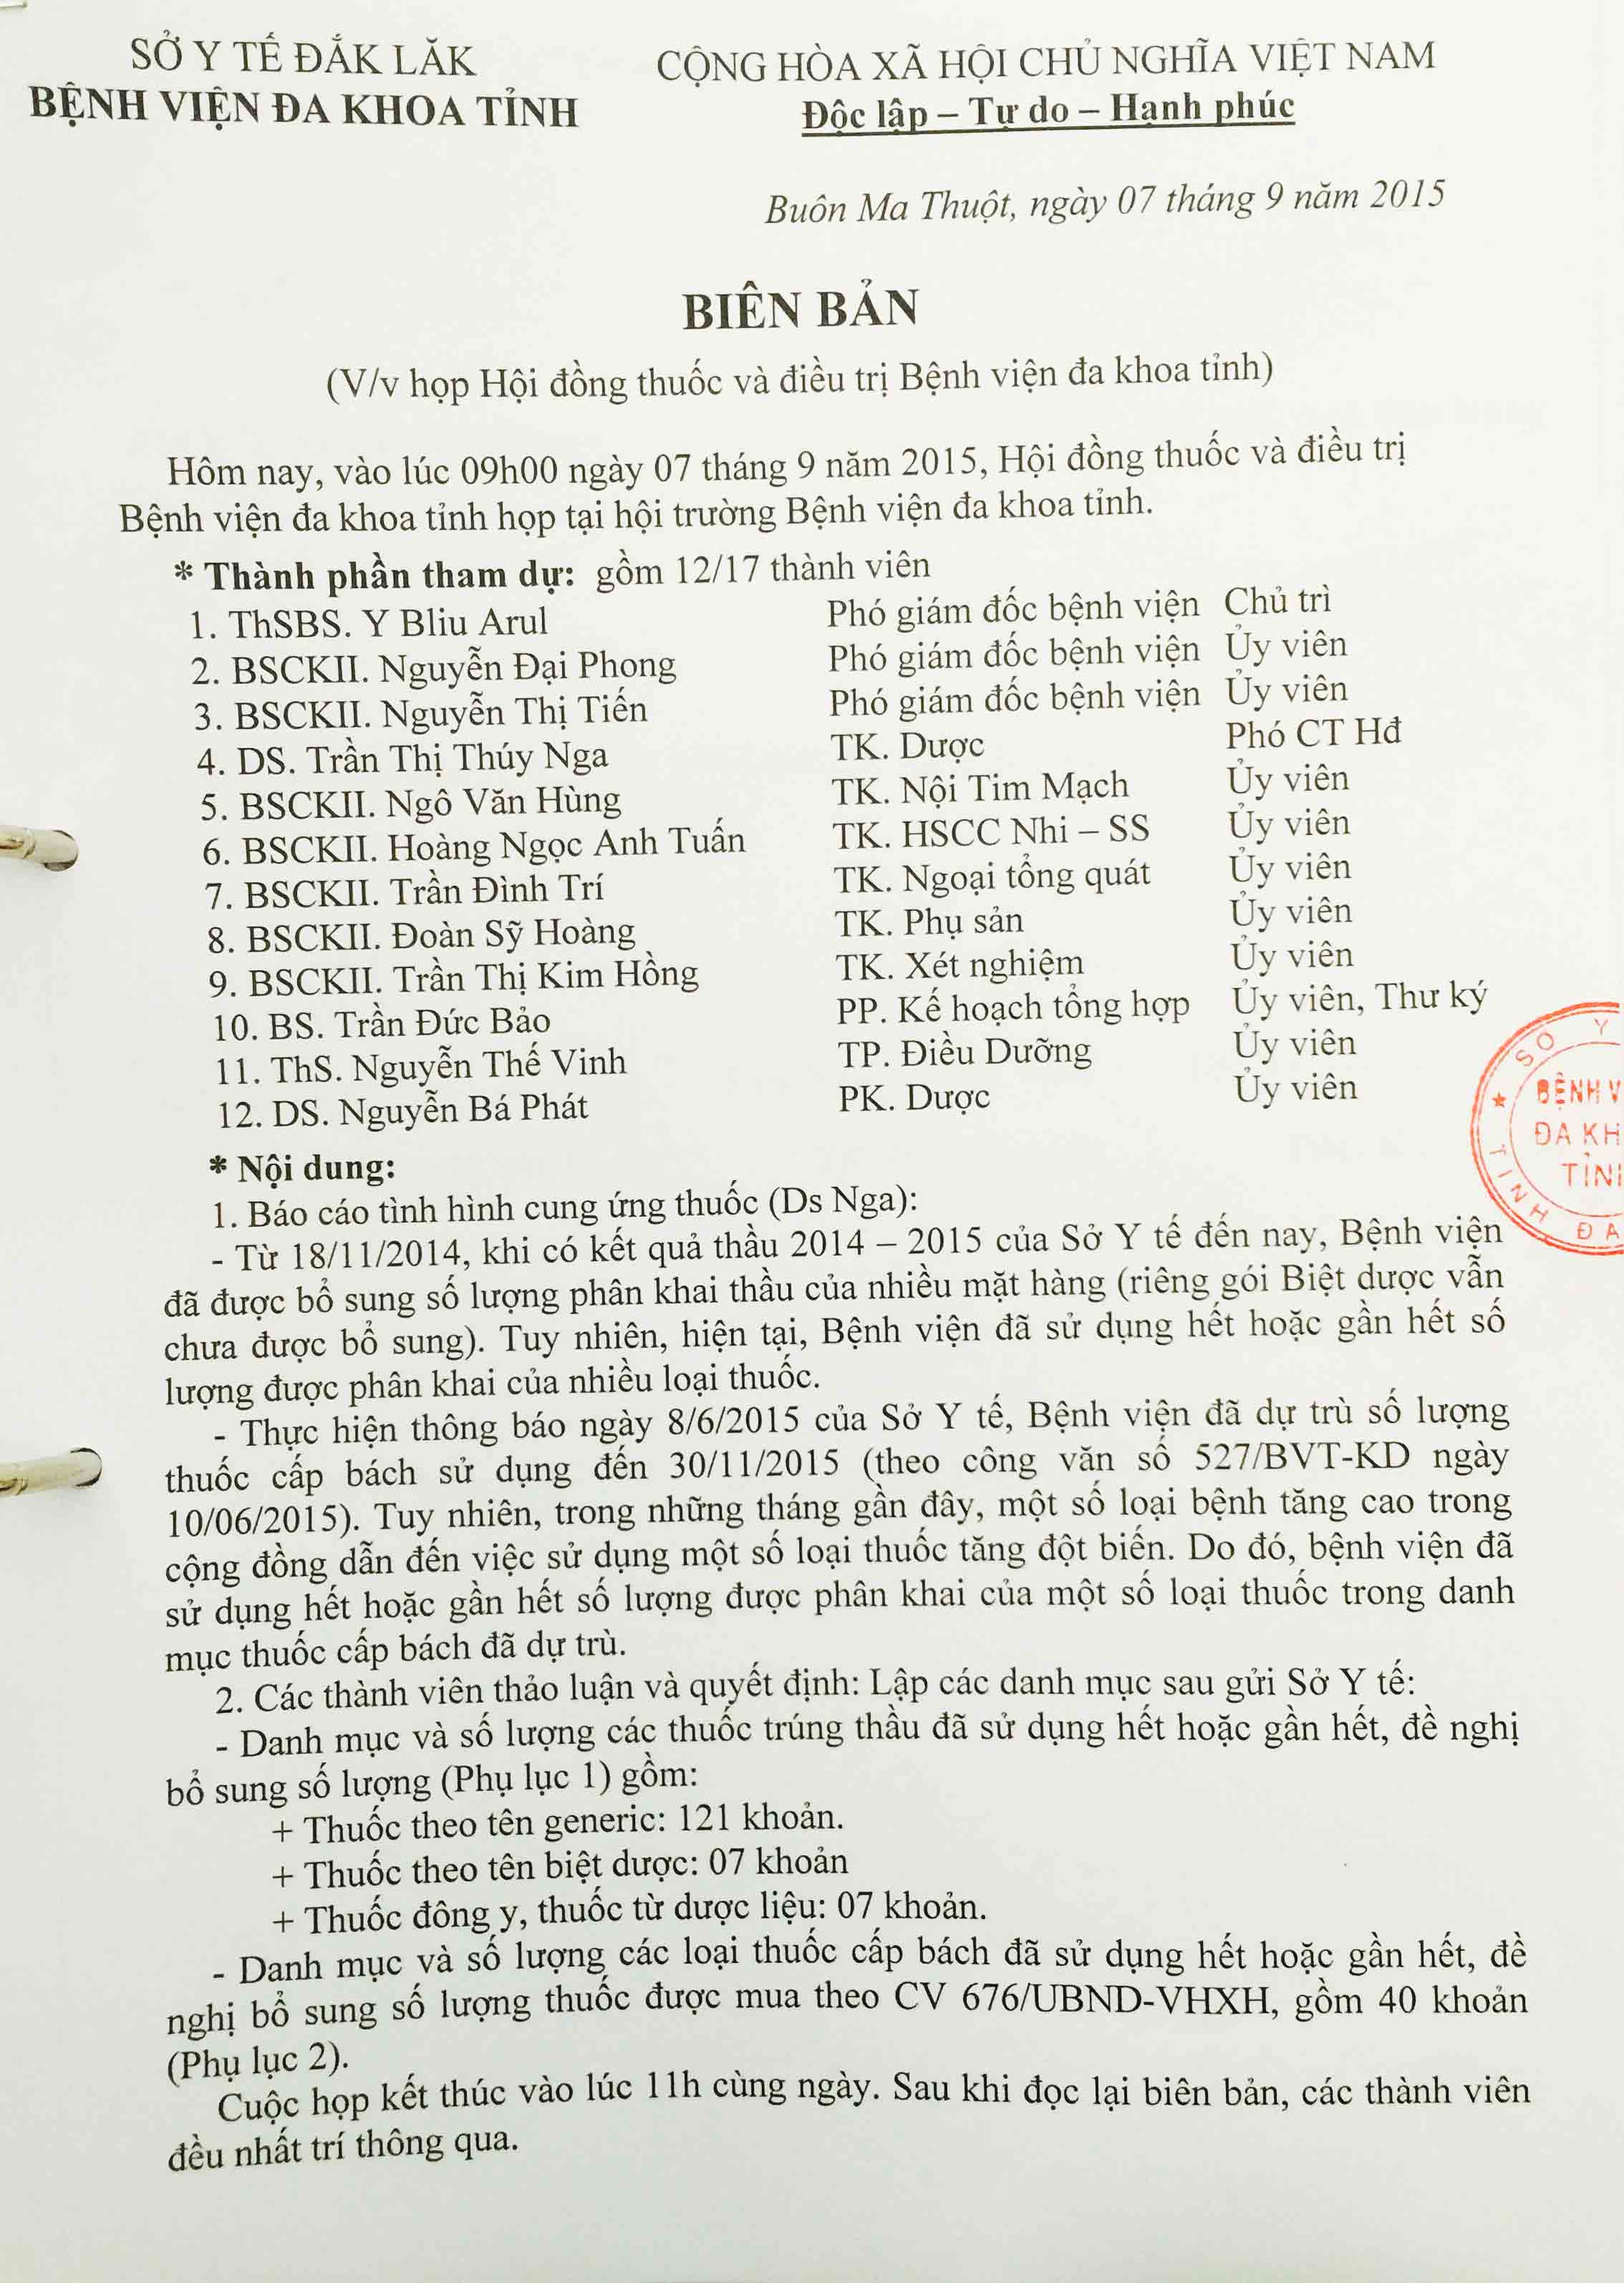 SỞ Y TẾ ĐẮK LĂK
BỆNH VIỆN ĐA KHOA TỈNH
CỘNG HÒA XÃ HỘI CHỦ NGHĨA VIỆT NAM
Độc lập – Tự do – Hạnh phúc
Buôn Ma Thuột, ngày 07 tháng 9 năm 2015
BIÊN BẢN
(V/v họp Hội đồng thuốc và điều trị Bệnh viện đa khoa tỉnh)
Hôm nay, vào lúc 09h00 ngày 07 tháng 9 năm 2015, Hội đồng thuốc và điều trị
Bệnh viện đa khoa tỉnh họp tại hội trường Bệnh viện đa khoa tỉnh.
* Thành phần tham dự: gồm 12/17 thành viên
1. ThSBS. Y Bliu Arul Phó giám đốc bệnh viện Chủ trì
2. BSCKII. Nguyễn Đại Phong Phó giám đốc bệnh viện Ủy viên
3. BSCKII. Nguyễn Thị Tiến Phó giám đốc bệnh viện Ủy viên
4. DS. Trần Thị Thúy Nga TK. Dược Phó CT Hđ
5. BSCKII. Ngô Văn Hùng TK. Nội Tim Mạch Ủy viên
6. BSCKII. Hoàng Ngọc Anh Tuấn TK. HSCC Nhi – SS Ủy viên
7. BSCKII. Trần Đình Trí TK. Ngoại tổng quát Ủy viên
8. BSCKII. Đoàn Sỹ Hoàng TK. Phụ sản Ủy viên
9. BSCKII. Trần Thị Kim Hồng TK. Xét nghiệm Ủy viên
10. BS. Trần Đức Bảo PP. Kế hoạch tổng hợp Ủy viên, Thư ký
11. ThS. Nguyễn Thế Vinh TP. Điều Dưỡng Ủy viên
12. DS. Nguyễn Bá Phát PK. Dược Ủy viên
SỞ Y
BỆNH V
ĐA KH
TỈN
TỈNH ĐA
* Nội dung:
1. Báo cáo tình hình cung ứng thuốc (Ds Nga):
- Từ 18/11/2014, khi có kết quả thầu 2014 – 2015 của Sở Y tế đến nay, Bệnh viện
đã được bổ sung số lượng phân khai thầu của nhiều mặt hàng (riêng gói Biệt dược vẫn
chưa được bổ sung). Tuy nhiên, hiện tại, Bệnh viện đã sử dụng hết hoặc gần hết số
lượng được phân khai của nhiều loại thuốc.
- Thực hiện thông báo ngày 8/6/2015 của Sở Y tế, Bệnh viện đã dự trù số lượng
thuốc cấp bách sử dụng đến 30/11/2015 (theo công văn số 527/BVT-KD ngày
10/06/2015). Tuy nhiên, trong những tháng gần đây, một số loại bệnh tăng cao trong
cộng đồng dẫn đến việc sử dụng một số loại thuốc tăng đột biến. Do đó, bệnh viện đã
sử dụng hết hoặc gần hết số lượng được phân khai của một số loại thuốc trong danh
mục thuốc cấp bách đã dự trù.
2. Các thành viên thảo luận và quyết định: Lập các danh mục sau gửi Sở Y tế:
- Danh mục và số lượng các thuốc trúng thầu đã sử dụng hết hoặc gần hết, đề nghị
bổ sung số lượng (Phụ lục 1) gồm:
+ Thuốc theo tên generic: 121 khoản.
+ Thuốc theo tên biệt dược: 07 khoản
+ Thuốc đông y, thuốc từ dược liệu: 07 khoản.
- Danh mục và số lượng các loại thuốc cấp bách đã sử dụng hết hoặc gần hết, đề
nghị bổ sung số lượng thuốc được mua theo CV 676/UBND-VHXH, gồm 40 khoản
(Phụ lục 2).
Cuộc họp kết thúc vào lúc 11h cùng ngày. Sau khi đọc lại biên bản, các thành viên
đều nhất trí thông qua.